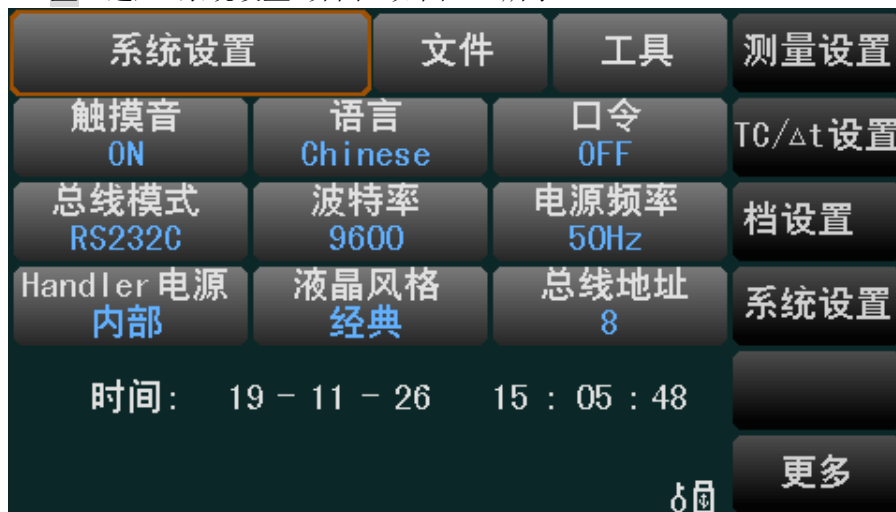 系统设置 文件 工具 测量设置
触摸音 语言 口令
ON Chinese OFF
TC/△t设置
总线模式 波特率 电源频率
RS232C 9600 50Hz
档设置
Handler电源 液晶风格 总线地址
内部 经典 8
系统设置
时间: 19-11-26 15:05:48
更多